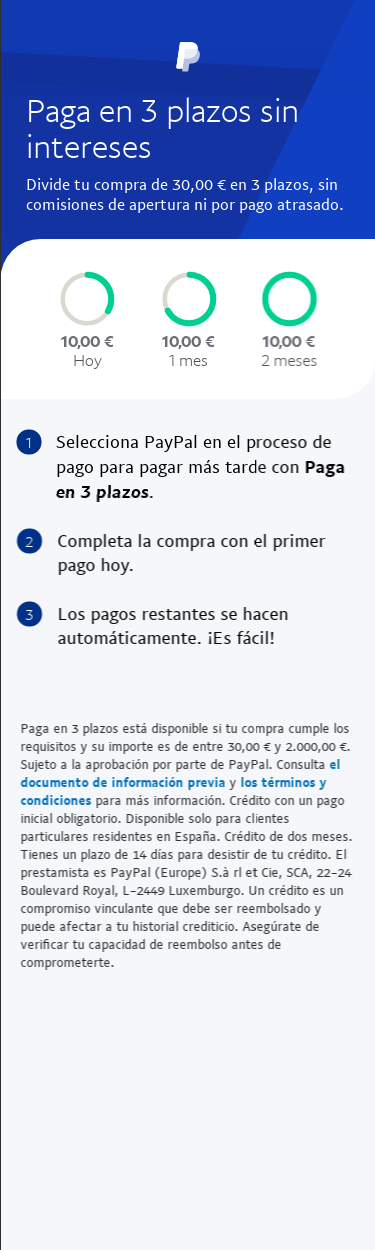 Paga en 3 plazos sin
intereses
Divide tu compra de 30,00 € en 3 plazos, sin
comisiones de apertura ni por pago atrasado.
10,00 € 10,00 € 10,00 €
Hoy 1 mes 2 meses
1 Selecciona PayPal en el proceso de
pago para pagar más tarde con Paga
en 3 plazos.
2 Completa la compra con el primer
pago hoy.
3 Los pagos restantes se hacen
automáticamente. ¡Es fácil!
Paga en 3 plazos está disponible si tu compra cumple los
requisitos y su importe es de entre 30,00 € y 2.000,00 €.
Sujeto a la aprobación por parte de PayPal. Consulta el
documento de información previa y los términos y
condiciones para más información. Crédito con un pago
inicial obligatorio. Disponible solo para clientes
particulares residentes en España. Crédito de dos meses.
Tienes un plazo de 14 días para desistir de tu crédito. El
prestamista es PayPal (Europe) S.à rl et Cie, SCA, 22-24
Boulevard Royal, L-2449 Luxemburgo. Un crédito es un
compromiso vinculante que debe ser reembolsado y
puede afectar a tu historial crediticio. Asegúrate de
verificar tu capacidad de reembolso antes de
comprometerte.